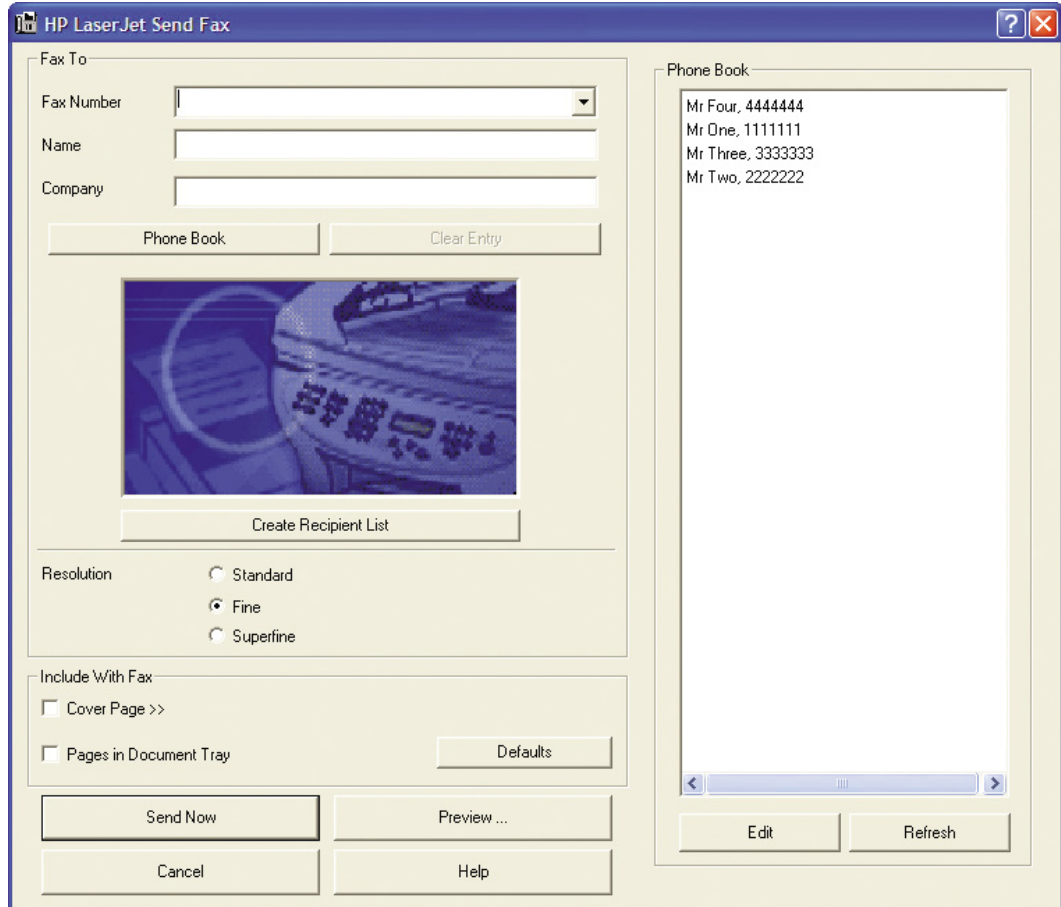 HP LaserJet Send Fax
Fax To
Fax Number
Name
Company
Phone Book
Clear Entry
Create Recipient List
Resolution
Standard
Fine
Superfine
Include With Fax
Cover Page >>
Pages in Document Tray
Defaults
Send Now
Preview ...
Cancel
Help
Phone Book
Mr Four, 4444444
Mr One, 1111111
Mr Three, 3333333
Mr Two, 2222222
Edit
Refresh